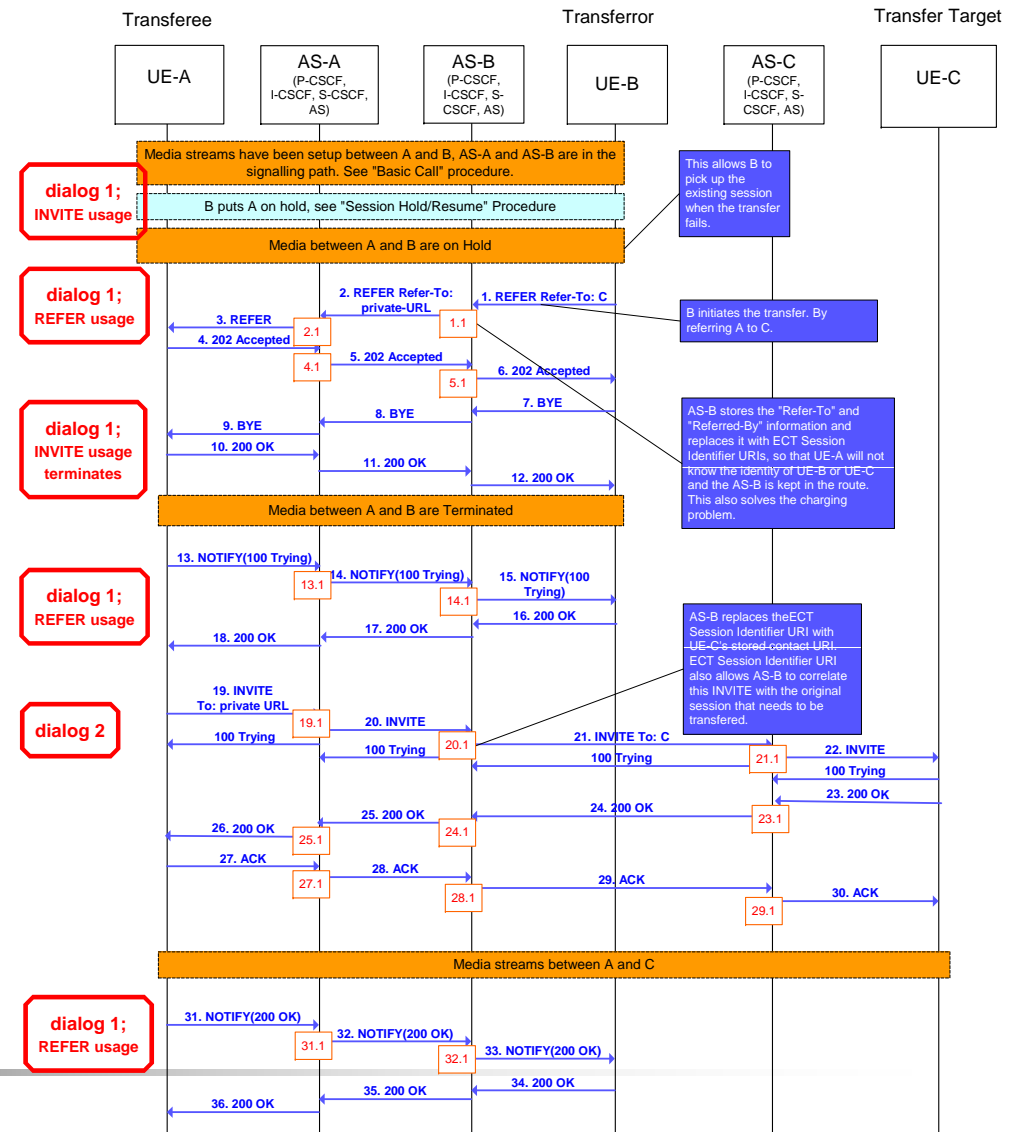 Transferee
Transferror
Transfer Target
UE-A
AS-A
(P-CSCF,
I-CSCF, S-CSCF,
AS)
AS-B
(P-CSCF,
I-CSCF, S-
CSCF, AS)
UE-B
AS-C
(P-CSCF,
I-CSCF, S-
CSCF, AS)
UE-C
Media streams have been setup between A and B, AS-A and AS-B are in the
signalling path. See "Basic Call" procedure.
dialog 1;
INVITE usage
B puts A on hold, see "Session Hold/Resume" Procedure
This allows B to
pick up the
existing session
when the transfer
fails.
Media between A and B are on Hold
dialog 1;
REFER usage
1. REFER Refer-To: C
2. REFER Refer-To:
private-URL
B initiates the transfer. By
referring A to C.
1.1
3. REFER
2.1
4. 202 Accepted
4.1
5. 202 Accepted
5.1
6. 202 Accepted
dialog 1;
INVITE usage
terminates
7. BYE
8. BYE
9. BYE
10. 200 OK
11. 200 OK
12. 200 OK
AS-B stores the "Refer-To" and
"Referred-By" information and
replaces it with ECT Session
Identifier URIs, so that UE-A will not
know the identity of UE-B or UE-C
and the AS-B is kept in the route.
This also solves the charging
problem.
Media between A and B are Terminated
13. NOTIFY(100 Trying)
13.1
14. NOTIFY(100 Trying)
14.1
15. NOTIFY(100
Trying)
dialog 1;
REFER usage
16. 200 OK
17. 200 OK
18. 200 OK
AS-B replaces theECT
Session Identifier URI with
UE-C's stored contact URI.
ECT Session Identifier URI
also allows AS-B to correlate
this INVITE with the original
session that needs to be
transfered.
dialog 2
19. INVITE
To: private URL
19.1
20. INVITE
20.1
21. INVITE To: C
21.1
22. INVITE
100 Trying
100 Trying
100 Trying
100 Trying
23. 200 OK
23.1
24. 200 OK
24.1
25. 200 OK
25.1
26. 200 OK
27. ACK
27.1
28. ACK
28.1
29. ACK
29.1
30. ACK
Media streams between A and C
dialog 1;
REFER usage
31. NOTIFY(200 OK)
31.1
32. NOTIFY(200 OK)
32.1
33. NOTIFY(200 OK)
34. 200 OK
35. 200 OK
36. 200 OK